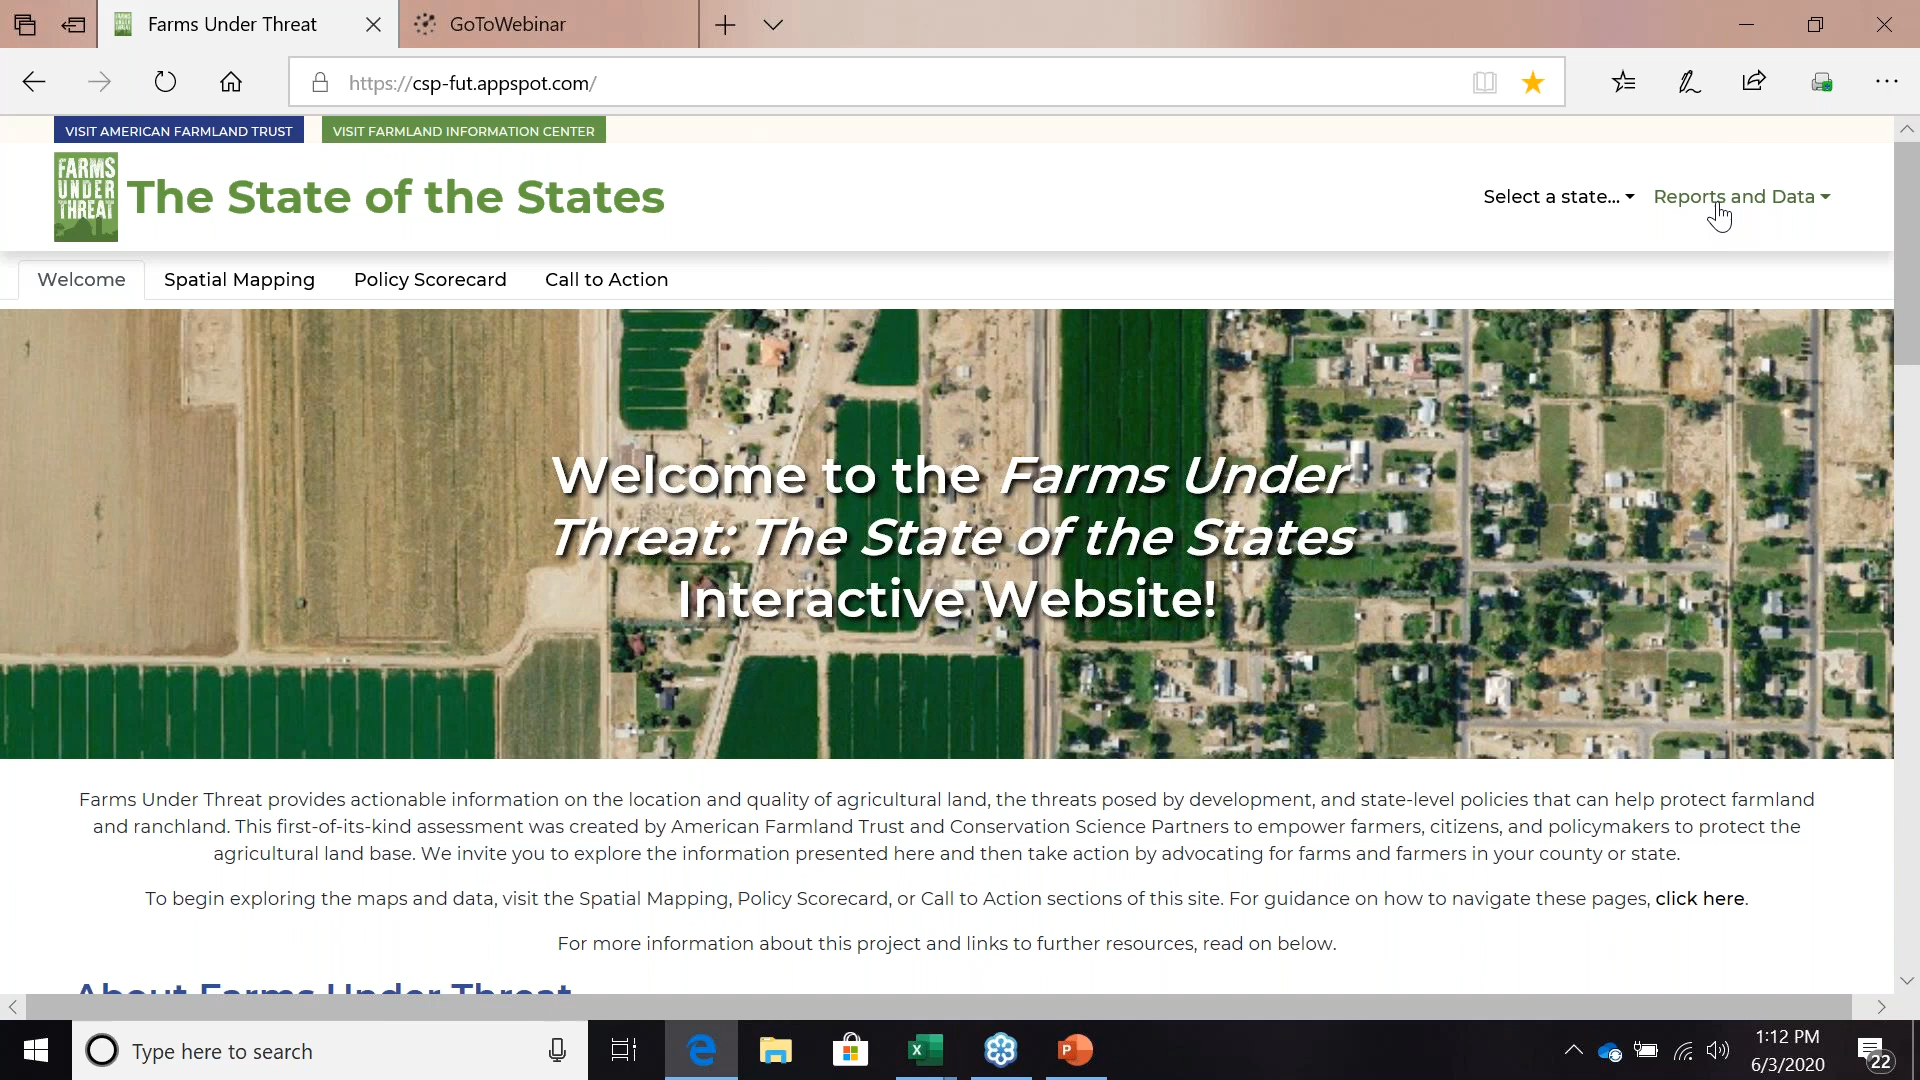 Farms Under Threat
GoToWebinar
https://csp-fut.appspot.com/
VISIT AMERICAN FARMLAND TRUST
VISIT FARMLAND INFORMATION CENTER
FARMS
UNDER
THREAT
The State of the States
Select a state...
Reports and Data
Welcome
Spatial Mapping
Policy Scorecard
Call to Action
Welcome to the Farms Under
Threat: The State of the States
Interactive Website!
Farms Under Threat provides actionable information on the location and quality of agricultural land, the threats posed by development, and state-level policies that can help protect farmland
and ranchland. This first-of-its-kind assessment was created by American Farmland Trust and Conservation Science Partners to empower farmers, citizens, and policymakers to protect the
agricultural land base. We invite you to explore the information presented here and then take action by advocating for farms and farmers in your county or state.
To begin exploring the maps and data, visit the Spatial Mapping, Policy Scorecard, or Call to Action sections of this site. For guidance on how to navigate these pages, click here.
For more information about this project and links to further resources, read on below.
About Farms Under Threat
Type here to search
1:12 PM
6/3/2020
22